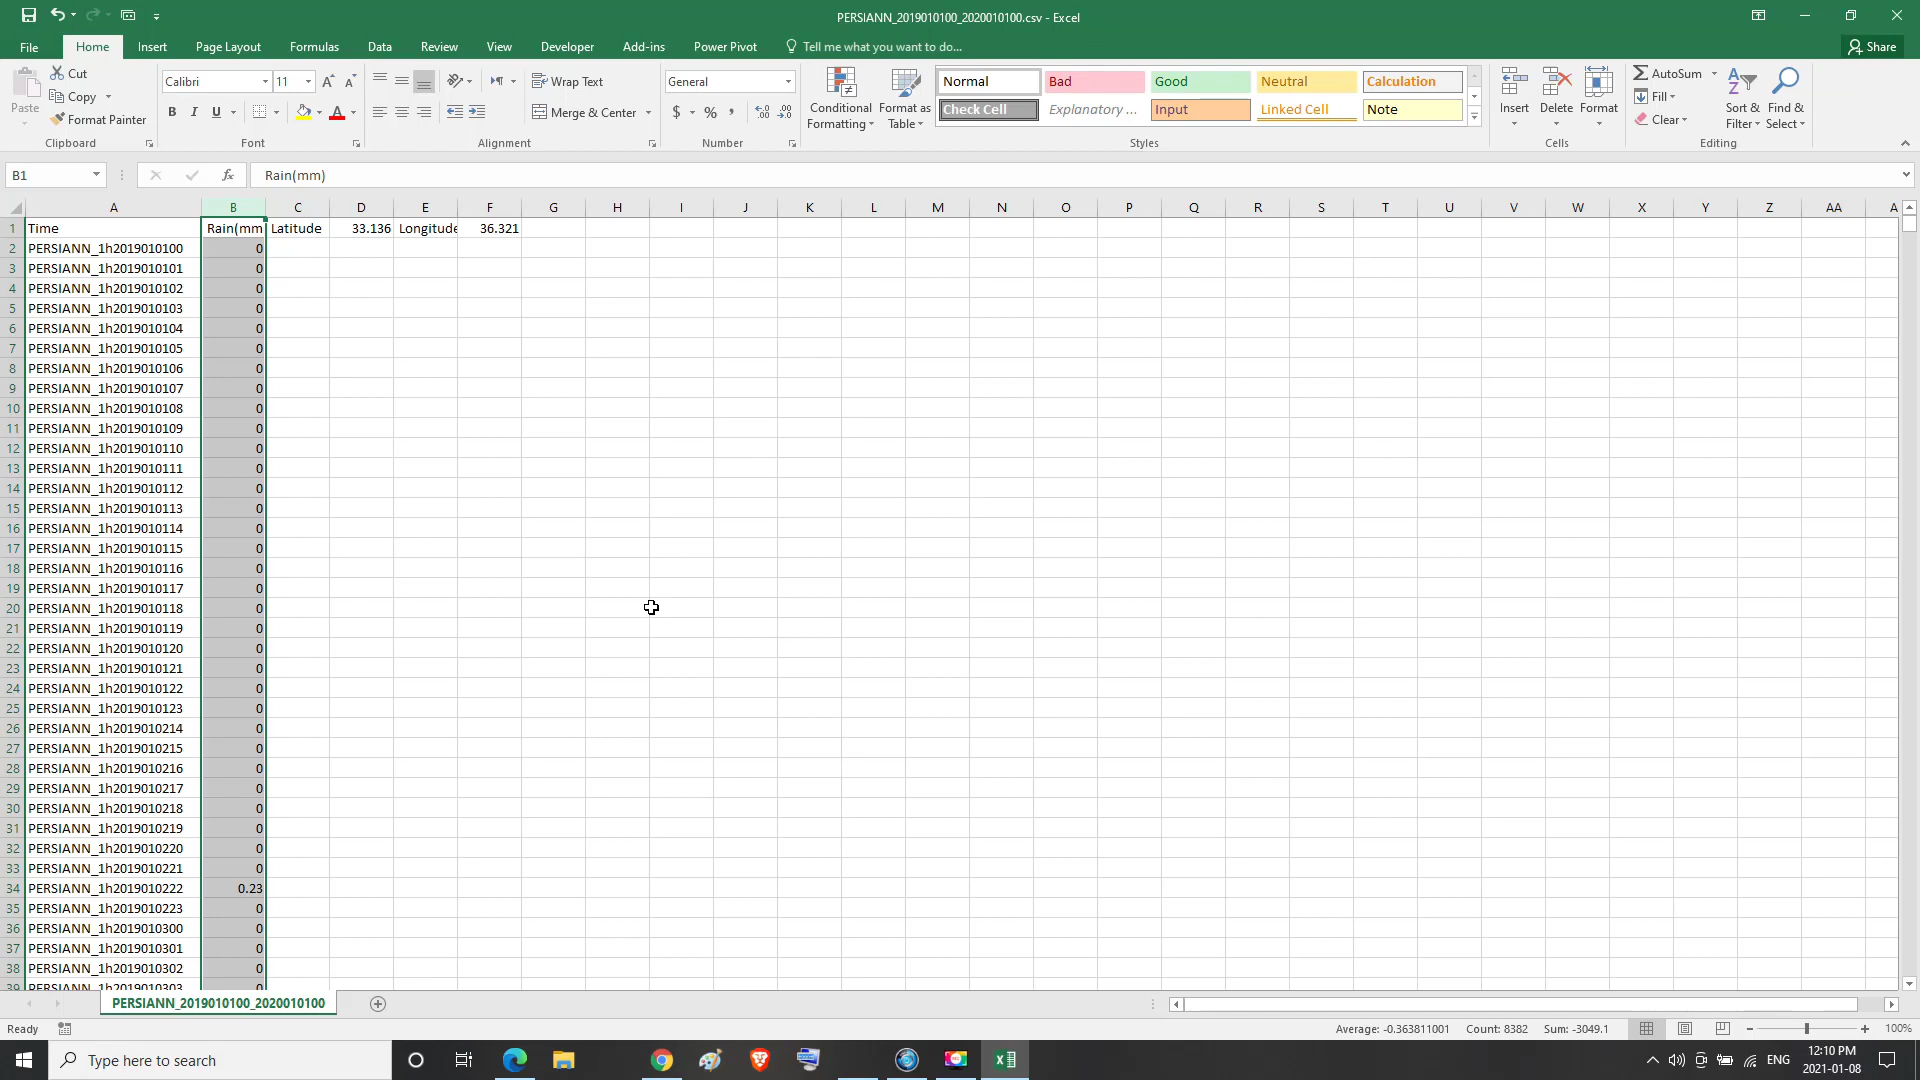 PERSIANN_2019010100_2020010100.csv - Excel
File Home Insert Page Layout Formulas Data Review View Developer Add-ins Power Pivot Tell me what you want to do... Share
Paste
Cut
Copy
Format Painter
Clipboard
Calibri 11
B I U
Font
Wrap Text
Merge & Center
Alignment
General
$ % ,
Number
Conditional Formatting
Format as Table
Normal Bad Good Neutral Calculation
Check Cell Explanatory ... Input Linked Cell Note
Styles
Insert Delete Format
Cells
AutoSum
Fill
Clear
Sort & Filter
Find & Select
Editing
B1 fx Rain(mm)
A B C D E F G H I J K L M N O P Q R S T U V W X Y Z AA A
1 Time Rain(mm Latitude 33.136 Longitude 36.321
2 PERSIANN_1h2019010100 0
3 PERSIANN_1h2019010101 0
4 PERSIANN_1h2019010102 0
5 PERSIANN_1h2019010103 0
6 PERSIANN_1h2019010104 0
7 PERSIANN_1h2019010105 0
8 PERSIANN_1h2019010106 0
9 PERSIANN_1h2019010107 0
10 PERSIANN_1h2019010108 0
11 PERSIANN_1h2019010109 0
12 PERSIANN_1h2019010110 0
13 PERSIANN_1h2019010111 0
14 PERSIANN_1h2019010112 0
15 PERSIANN_1h2019010113 0
16 PERSIANN_1h2019010114 0
17 PERSIANN_1h2019010115 0
18 PERSIANN_1h2019010116 0
19 PERSIANN_1h2019010117 0
20 PERSIANN_1h2019010118 0
21 PERSIANN_1h2019010119 0
22 PERSIANN_1h2019010120 0
23 PERSIANN_1h2019010121 0
24 PERSIANN_1h2019010122 0
25 PERSIANN_1h2019010123 0
26 PERSIANN_1h2019010214 0
27 PERSIANN_1h2019010215 0
28 PERSIANN_1h2019010216 0
29 PERSIANN_1h2019010217 0
30 PERSIANN_1h2019010218 0
31 PERSIANN_1h2019010219 0
32 PERSIANN_1h2019010220 0
33 PERSIANN_1h2019010221 0
34 PERSIANN_1h2019010222 0.23
35 PERSIANN_1h2019010223 0
36 PERSIANN_1h2019010300 0
37 PERSIANN_1h2019010301 0
38 PERSIANN_1h2019010302 0
39 PERSIANN_1h2019010303 0
PERSIANN_2019010100_2020010100
Ready Average: -0.363811001 Count: 8382 Sum: -3049.1 100%
Type here to search
ENG
12:10 PM
2021-01-08